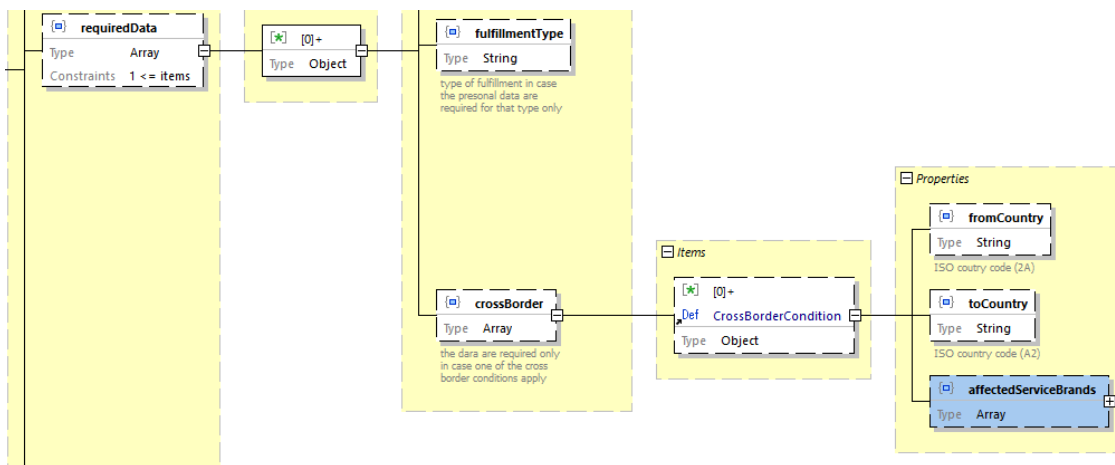 requiredData
Type Array
Constraints 1 <= items
[0]+
Type Object
fulfillmentType
Type String
type of fulfillment in case
the presonal data are
required for that type only
crossBorder
Type Array
the dara are required only
in case one of the cross
border conditions apply
Items
[0]+
Def CrossBorderCondition
Type Object
Properties
fromCountry
Type String
ISO coutry code (2A)
toCountry
Type String
ISO country code (A2)
affectedServiceBrands
Type Array